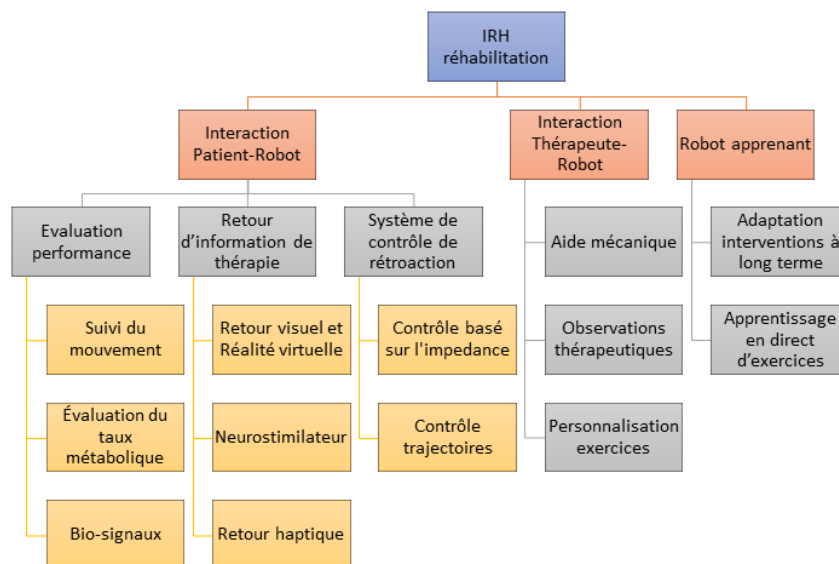 IRH
réhabilitation
Interaction
Patient-Robot
Interaction
Thérapeute-
Robot
Robot apprenant
Evaluation
performance
Retour
d'information de
thérapie
Système de
contrôle de
rétroaction
Aide mécanique
Adaptation
interventions à
long terme
Suivi du
mouvement
Retour visuel et
Réalité virtuelle
Contrôle basé
sur l'impedance
Observations
thérapeutiques
Apprentissage
en direct
d'exercices
Évaluation du
taux
métabolique
Neurostimilateur
Contrôle
trajectoires
Personnalisation
exercices
Bio-signaux
Retour haptique